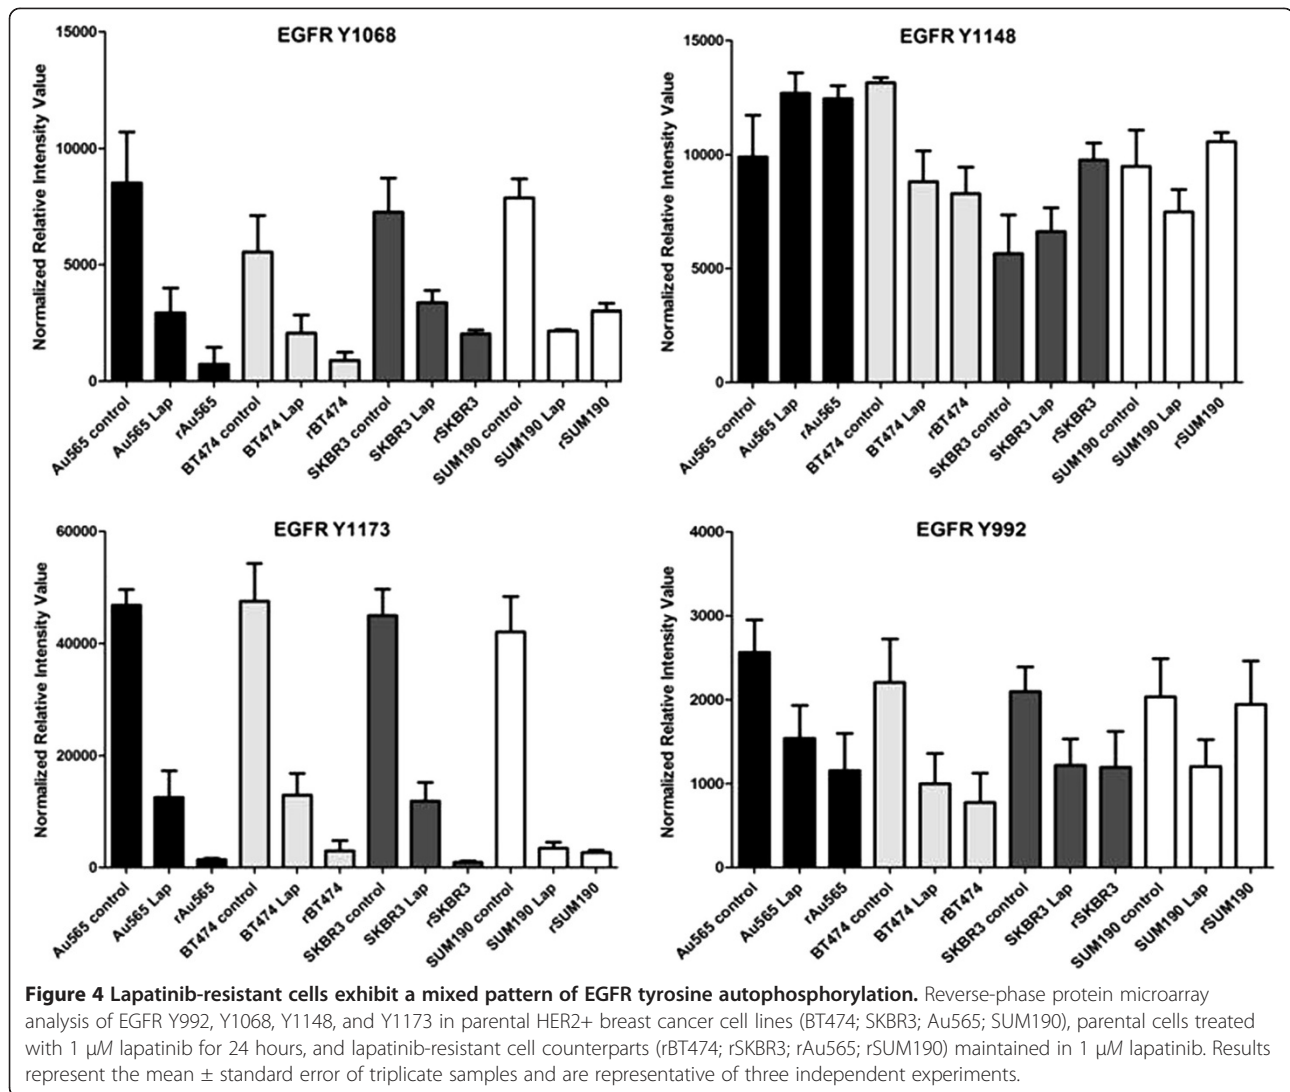 EGFR Y1068
Normalized Relative Intensity Value
15000
10000
5000
0
Au565 control
Au565 Lap
rAu565
BT474 control
BT474 Lap
rBT474
SKBR3 control
SKBR3 Lap
rSKBR3
SUM190 control
SUM190 Lap
rSUM190
EGFR Y1148
Normalized Relative Intensity Value
15000
10000
5000
0
Au565 control
Au565 Lap
rAu565
BT474 control
BT474 Lap
rBT474
SKBR3 control
SKBR3 Lap
rSKBR3
SUM190 control
SUM190 Lap
rSUM190
EGFR Y1173
Normalized Relative Intensity Value
60000
40000
20000
0
Au565 control
Au565 Lap
rAu565
BT474 control
BT474 Lap
rBT474
SKBR3 control
SKBR3 Lap
rSKBR3
SUM190 control
SUM190 Lap
rSUM190
EGFR Y992
Normalized Relative Intensity Value
4000
3000
2000
1000
0
Au565 control
Au565 Lap
rAu565
BT474 control
BT474 Lap
rBT474
SKBR3 control
SKBR3 Lap
rSKBR3
SUM190 control
SUM190 Lap
rSUM190
Figure 4 Lapatinib-resistant cells exhibit a mixed pattern of EGFR tyrosine autophosphorylation. Reverse-phase protein microarray
analysis of EGFR Y992, Y1068, Y1148, and Y1173 in parental HER2+ breast cancer cell lines (BT474; SKBR3; Au565; SUM190), parental cells treated
with 1 μM lapatinib for 24 hours, and lapatinib-resistant cell counterparts (rBT474; rSKBR3; rAu565; rSUM190) maintained in 1 μM lapatinib. Results
represent the mean ± standard error of triplicate samples and are representative of three independent experiments.